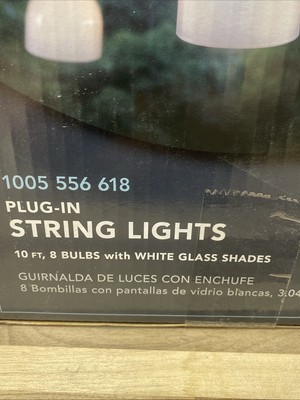 1005 556 618
PLUG-IN
STRING LIGHTS
10 FT, 8 BULBS with WHITE GLASS SHADES
GUIRNALDA DE LUCES CON ENCHUFE
8 Bombillas con pantallas de vidrio blancas, 3.04